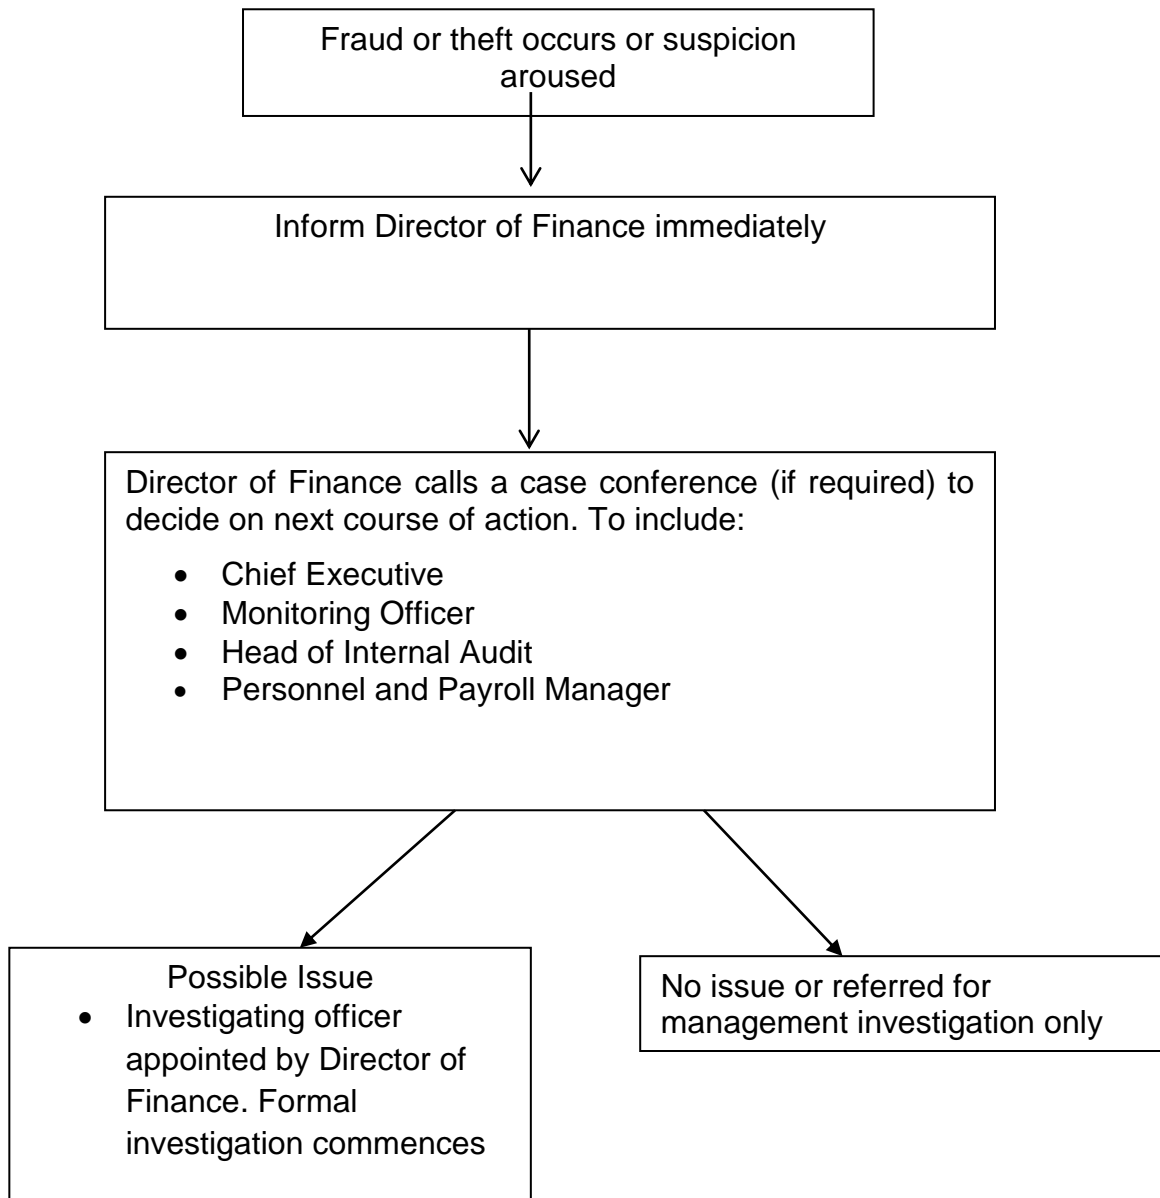 Fraud or theft occurs or suspicion
aroused
Inform Director of Finance immediately
Director of Finance calls a case conference (if required) to
decide on next course of action. To include:
• Chief Executive
• Monitoring Officer
• Head of Internal Audit
• Personnel and Payroll Manager
Possible Issue
• Investigating officer
appointed by Director of
Finance. Formal
investigation commences
No issue or referred for
management investigation only